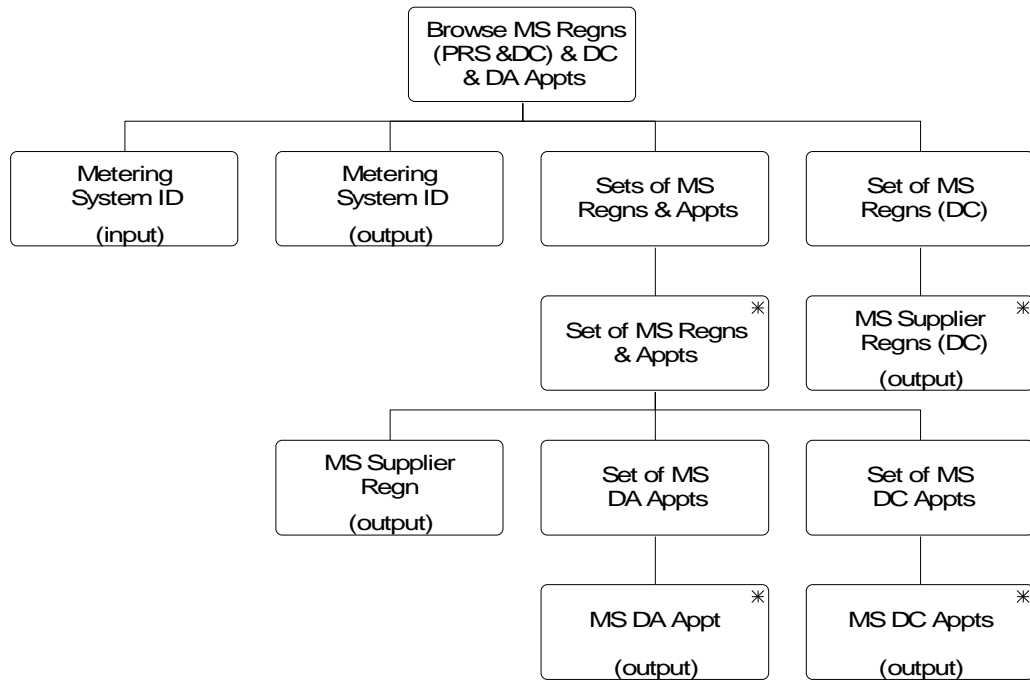 Browse MS Regns
(PRS &DC) & DC
& DA Appts
Metering
System ID
(input)
Metering
System ID
(output)
Sets of MS
Regns & Appts
Set of MS
Regns (DC)
*
Set of MS Regns
& Appts
*
MS Supplier
Regns (DC)
(output)
MS Supplier
Regn
(output)
Set of MS
DA Appts
Set of MS
DC Appts
*
MS DA Appt
(output)
*
MS DC Appts
(output)